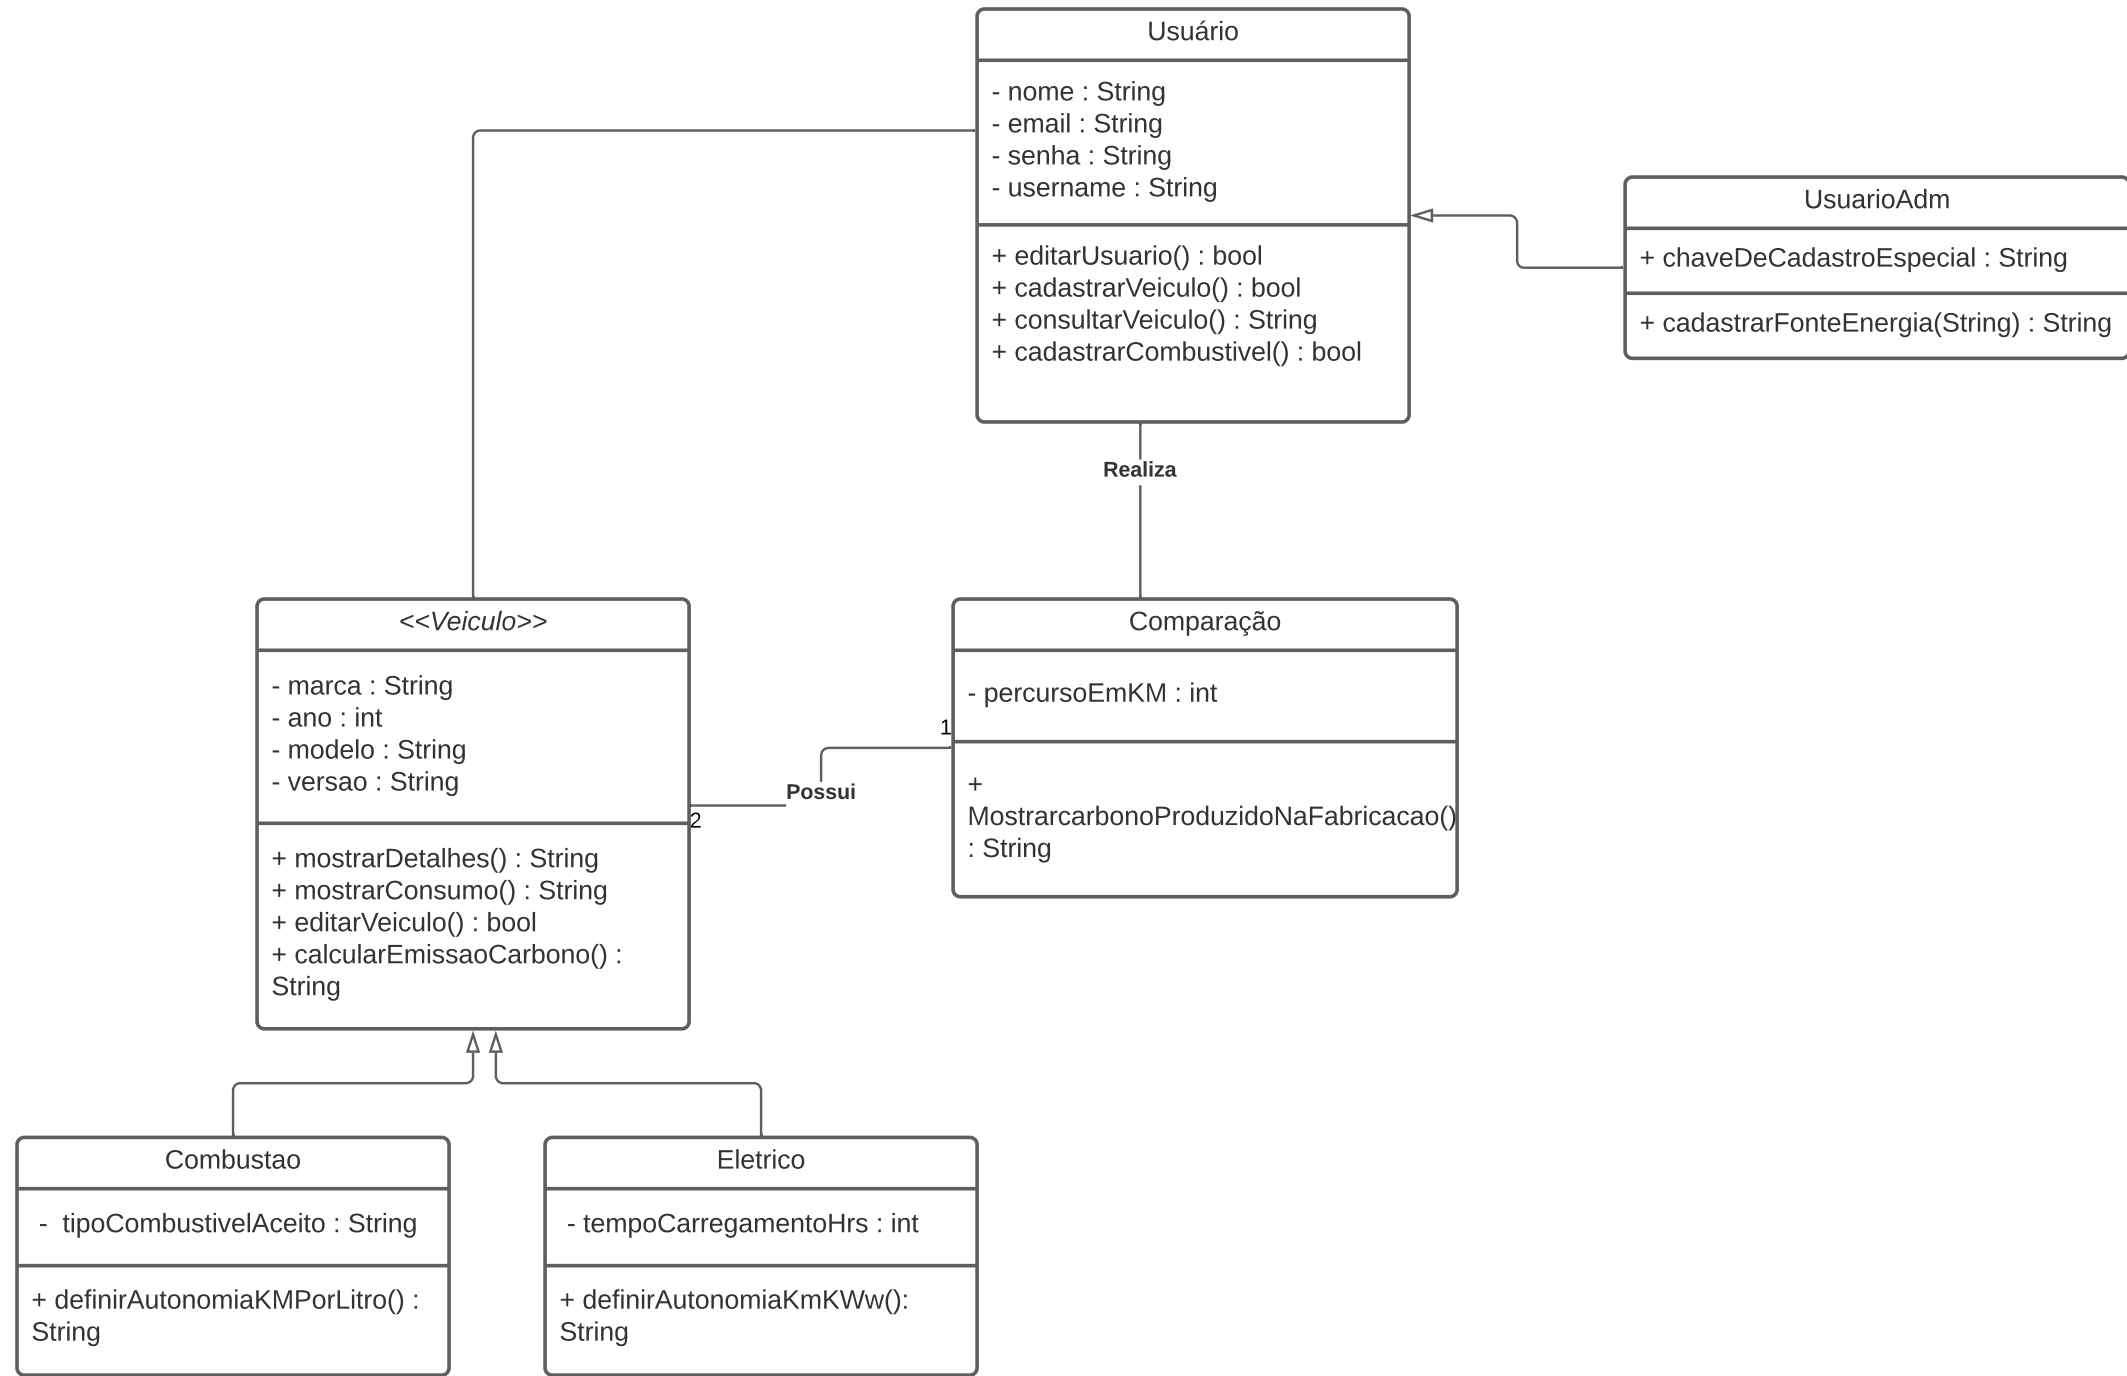 Usuário
- nome : String
- email : String
- senha : String
- username : String
+ editarUsuario() : bool
+ cadastrarVeiculo() : bool
+ consultarVeiculo() : String
+ cadastrarCombustivel() : bool
UsuarioAdm
+ chaveDeCadastroEspecial : String
+ cadastrarFonteEnergia(String) : String
Realiza
<<Veiculo>>
- marca : String
- ano : int
- modelo : String
- versao : String
+ mostrarDetalhes() : String
+ mostrarConsumo() : String
+ editarVeiculo() : bool
+ calcularEmissaoCarbono() :
String
1
Possui
2
Comparação
- percursoEmKM : int
+
MostrarcarbonoProduzidoNaFabricacao()
: String
Combustao
- tipoCombustivelAceito : String
+ definirAutonomiaKMPorLitro() :
String
Eletrico
- tempoCarregamentoHrs : int
+ definirAutonomiaKmKWw():
String